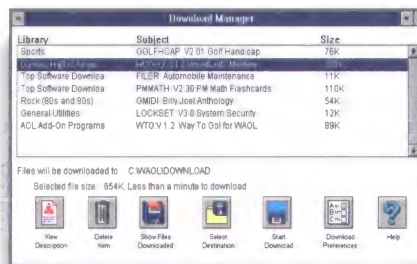 Download Manager
Library Subject Size
Sports GOLFHCAP V2.01 Golf Handicap 76K
Top Software Downloa FILER: Automobile Maintenance 11K
Top Software Downloa PMMATH: V2.30 PM Math Flashcards 110K
Rock (80s and 90s) GMIDI: Billy Joel Anthology 54K
General Utilities LOCKSET: V3.0 System Security 12K
AOL Add-On Programs WTG:V.1.2 Way To Go! for WAOL 89K
Files will be downloaded to: C:\WAOL\DOWNLOAD
Selected file size: 654K. Less than a minute to download
View Description
Delete Item
Show Files Downloaded
Select Destination
Start Download
Download Preferences
Help